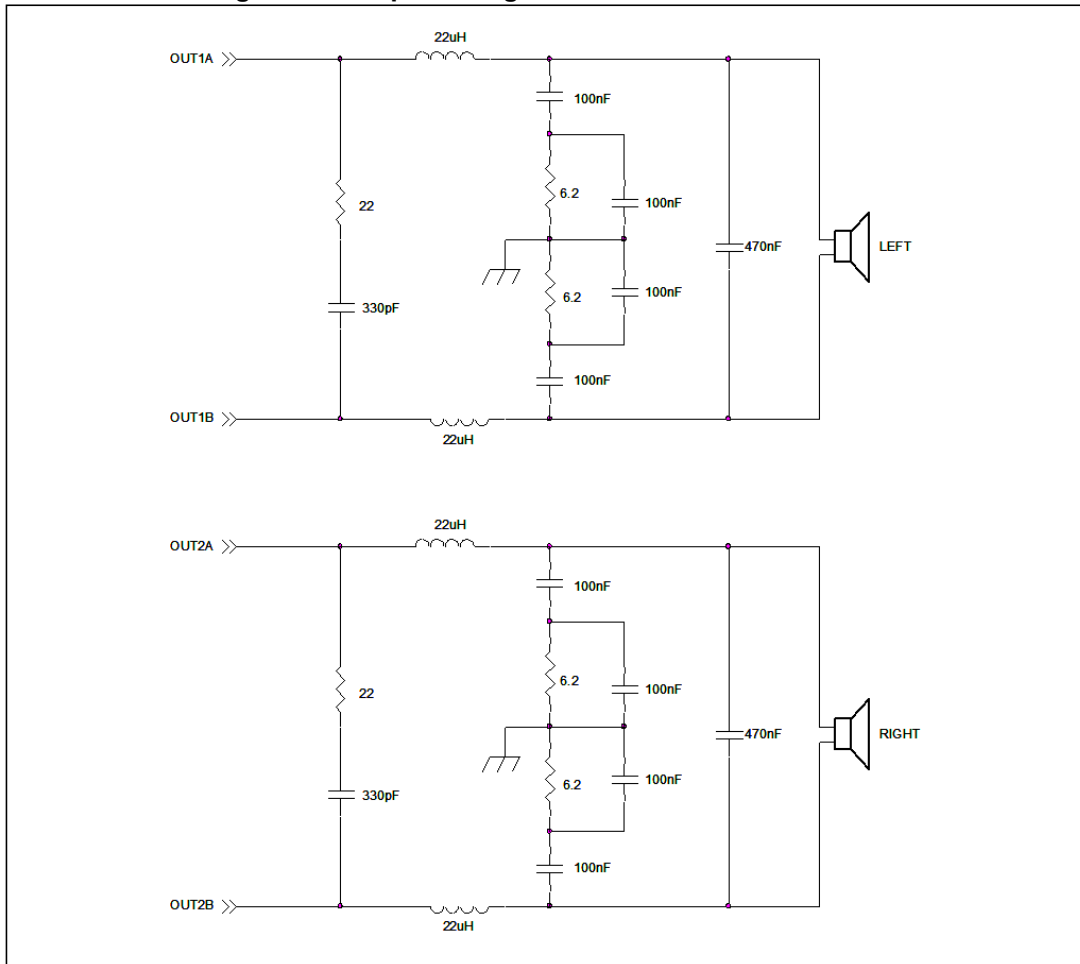 22uH
OUT1A
100nF
6.2
100nF
22
470nF
LEFT
6.2
100nF
330pF
100nF
OUT1B
22uH
22uH
OUT2A
100nF
6.2
100nF
22
470nF
RIGHT
6.2
100nF
330pF
100nF
OUT2B
22uH